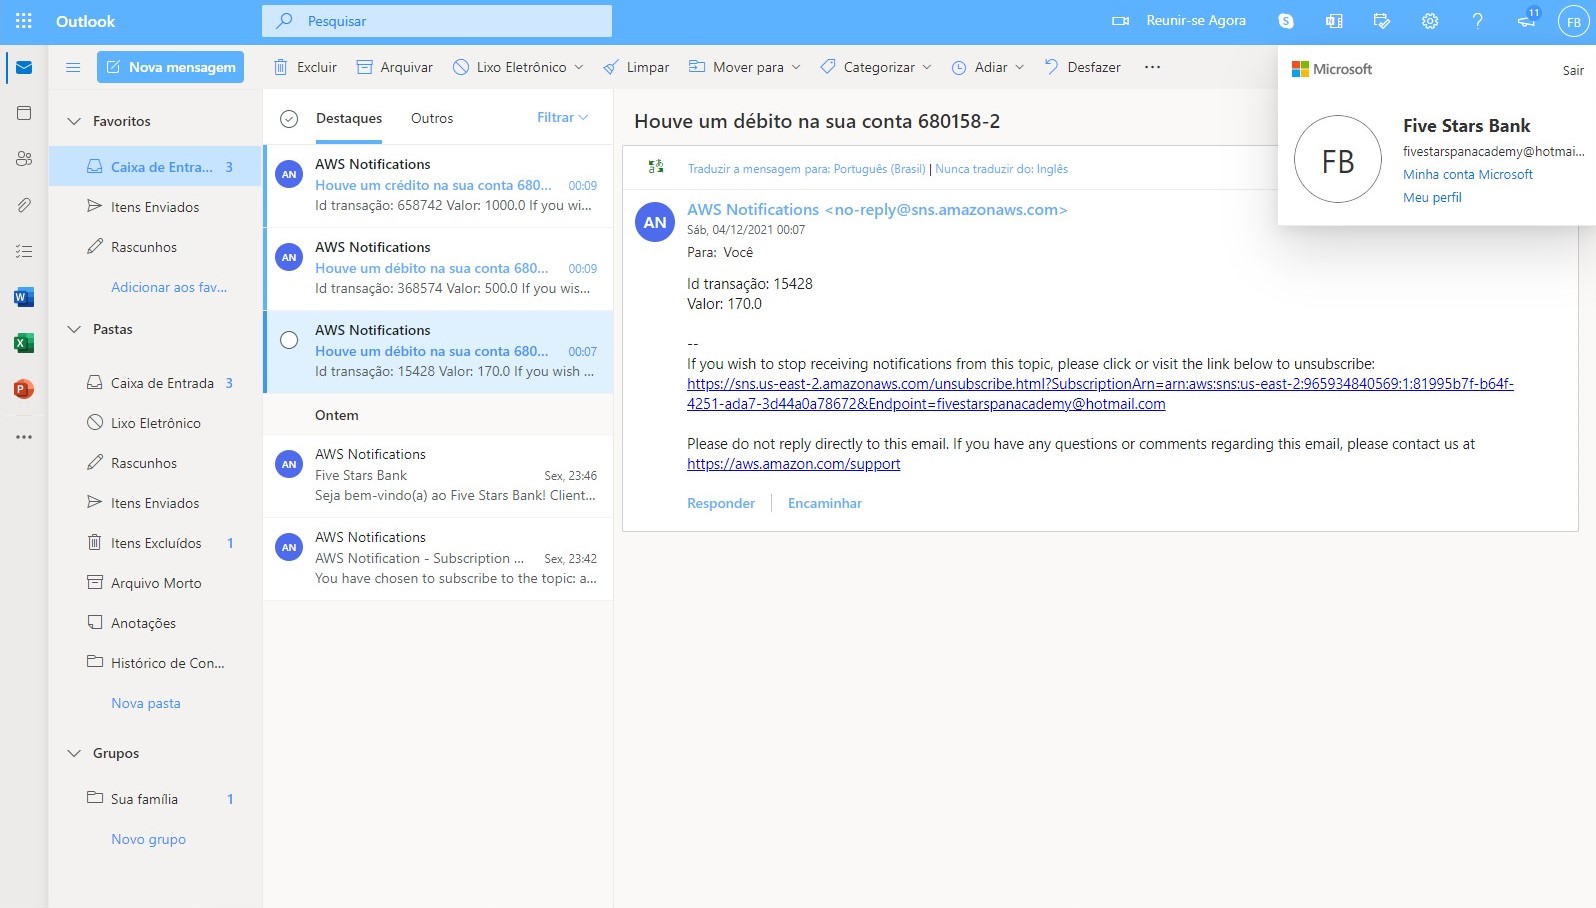 Outlook
Pesquisar
Reunir-se Agora
11
FB
Nova mensagem
Excluir
Arquivar
Lixo Eletrônico
Limpar
Mover para
Categorizar
Adiar
Desfazer
Microsoft
Sair
FB
Five Stars Bank
fivestarspanacademy@hotmai...
Minha conta Microsoft
Meu perfil
Favoritos
Caixa de Entra... 3
Itens Enviados
Rascunhos
Adicionar aos fav...
Pastas
Caixa de Entrada 3
Lixo Eletrônico
Rascunhos
Itens Enviados
Itens Excluídos 1
Arquivo Morto
Anotações
Histórico de Con...
Nova pasta
Grupos
Sua família 1
Novo grupo
W
X
P
Destaques Outros Filtrar
AN
AWS Notifications
Houve um crédito na sua conta 680... 00:09
Id transação: 658742 Valor: 1000.0 If you wi...
AN
AWS Notifications
Houve um débito na sua conta 680... 00:09
Id transação: 368574 Valor: 500.0 If you wis...
AWS Notifications
Houve um débito na sua conta 680... 00:07
Id transação: 15428 Valor: 170.0 If you wish ...
Ontem
AN
AWS Notifications
Five Stars Bank Sex, 23:46
Seja bem-vindo(a) ao Five Stars Bank! Client...
AN
AWS Notifications
AWS Notification - Subscription ... Sex, 23:42
You have chosen to subscribe to the topic: a...
Houve um débito na sua conta 680158-2
Traduzir a mensagem para: Português (Brasil) | Nunca traduzir do: Inglês
AN
AWS Notifications <no-reply@sns.amazonaws.com>
Sáb, 04/12/2021 00:07
Para: Você
Id transação: 15428
Valor: 170.0
--
If you wish to stop receiving notifications from this topic, please click or visit the link below to unsubscribe:
https://sns.us-east-2.amazonaws.com/unsubscribe.html?SubscriptionArn=arn:aws:sns:us-east-2:965934840569:1:81995b7f-b64f-
4251-ada7-3d44a0a78672&Endpoint=fivestarspanacademy@hotmail.com
Please do not reply directly to this email. If you have any questions or comments regarding this email, please contact us at
https://aws.amazon.com/support
Responder Encaminhar